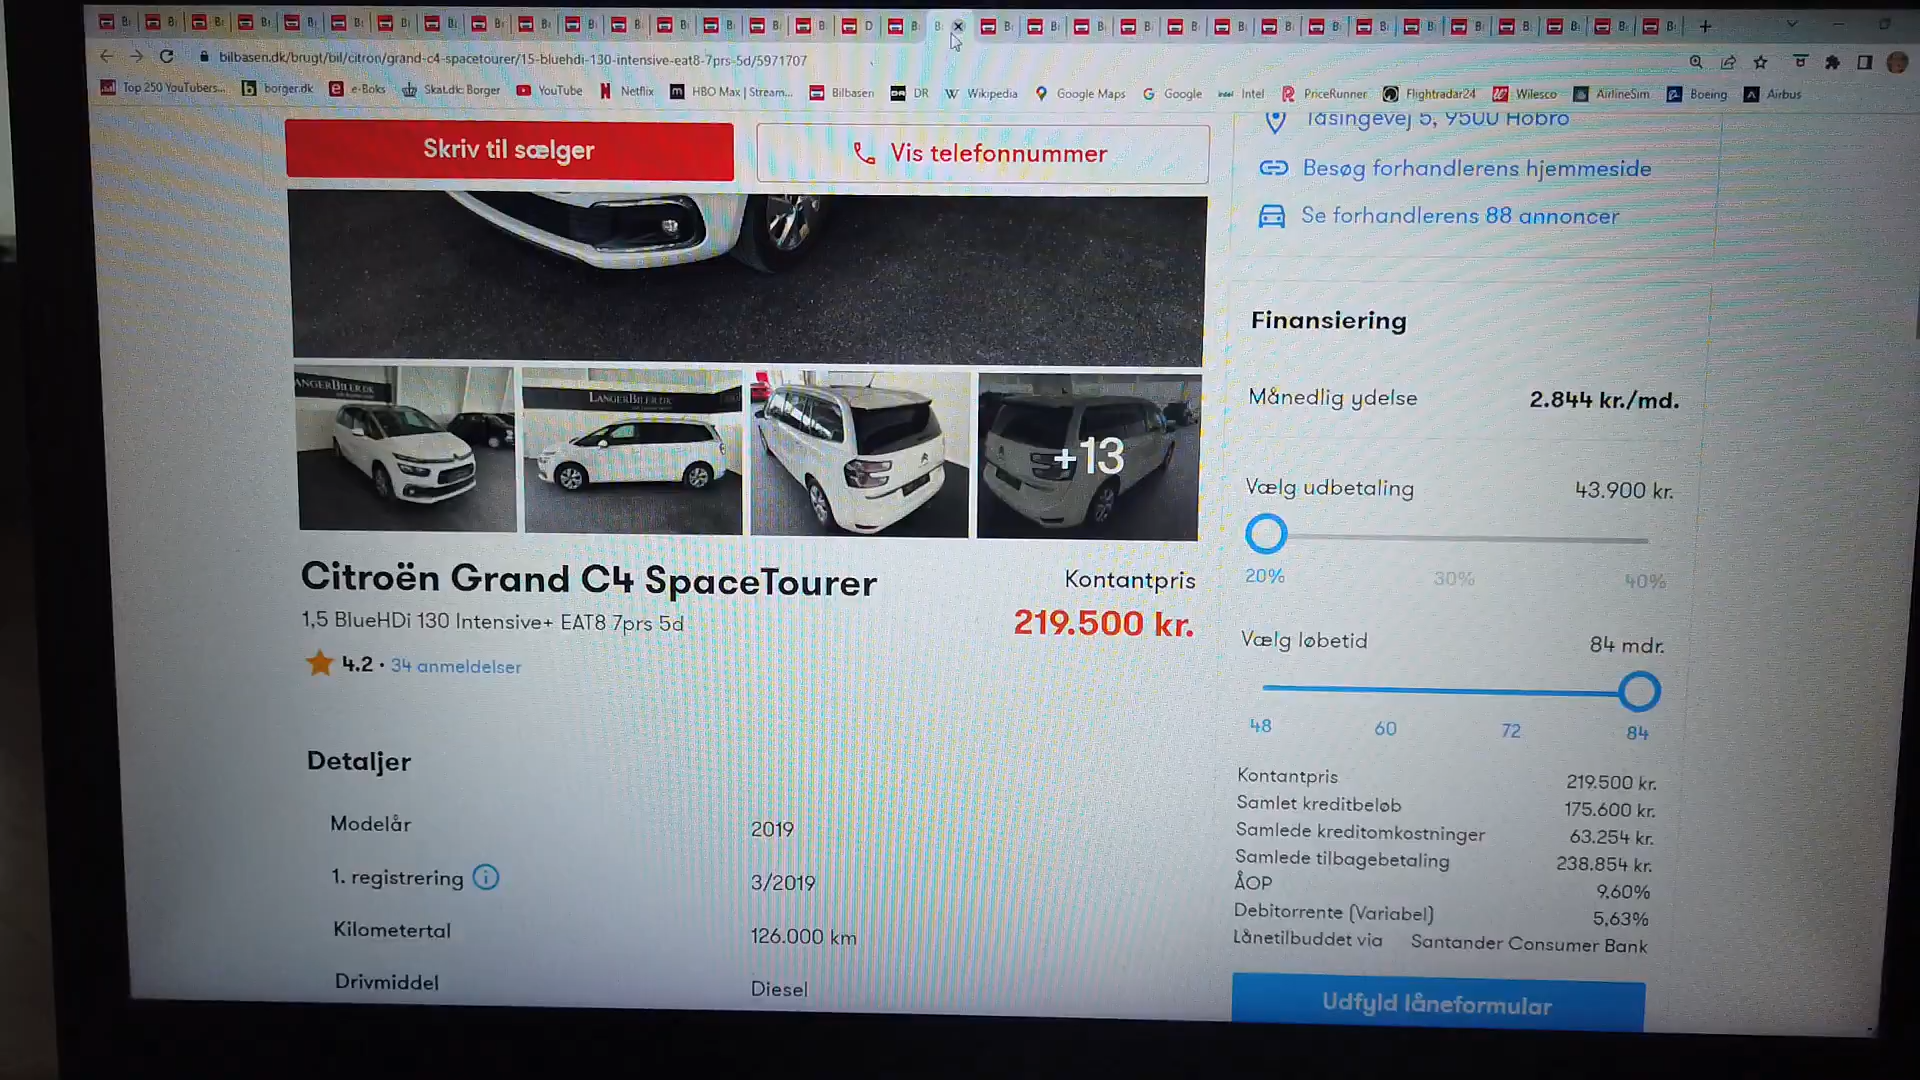 bilbasen.dk/brugt/bil/citron/grand-c4-spacetourer/15-bluehdi-130-intensive-eat8-7prs-5d/5971707
Top 250 YouTubers... borger.dk e-Boks Skat.dk: Borger YouTube Netflix HBO Max | Stream... Bilbasen DR Wikipedia Google Maps Google Intel PriceRunner Flightradar24 Wilesco AirlineSim Boeing Airbus
Skriv til sælger
Vis telefonnummer
Tåsingevej 5, 9500 Hobro
Besøg forhandlerens hjemmeside
Se forhandlerens 88 annoncer
LANGERBILER.DK
+13
Citroën Grand C4 SpaceTourer
1,5 BlueHDi 130 Intensive+ EAT8 7prs 5d
4.2 · 34 anmeldelser
Kontantpris
219.500 kr.
Detaljer
Modelår 2019
1. registrering 3/2019
Kilometertal 126.000 km
Drivmiddel Diesel
Finansiering
Månedlig ydelse 2.844 kr./md.
Vælg udbetaling 43.900 kr.
20% 30% 40%
Vælg løbetid 84 mdr.
48 60 72 84
Kontantpris 219.500 kr.
Samlet kreditbeløb 175.600 kr.
Samlede kreditomkostninger 63.254 kr.
Samlede tilbagebetaling 238.854 kr.
ÅOP 9,60%
Debitorrente (Variabel) 5,63%
Lånetilbuddet via Santander Consumer Bank
Udfyld låneformular